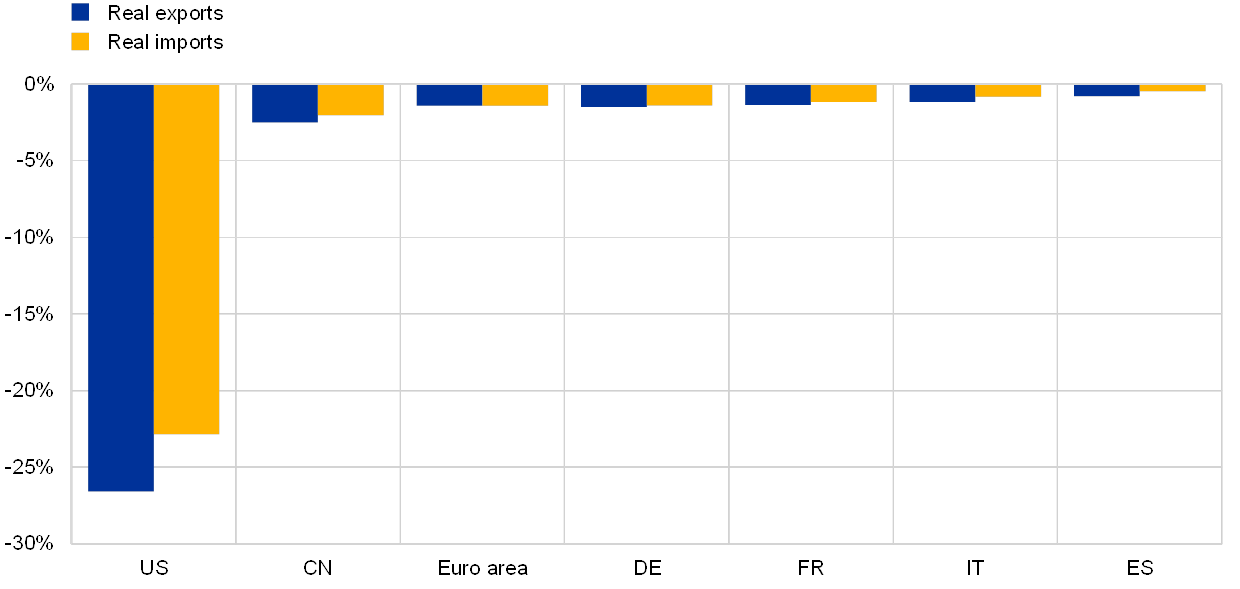 Real exports
Real imports
0%
-5%
-10%
-15%
-20%
-25%
-30%
US CN Euro area DE FR IT ES